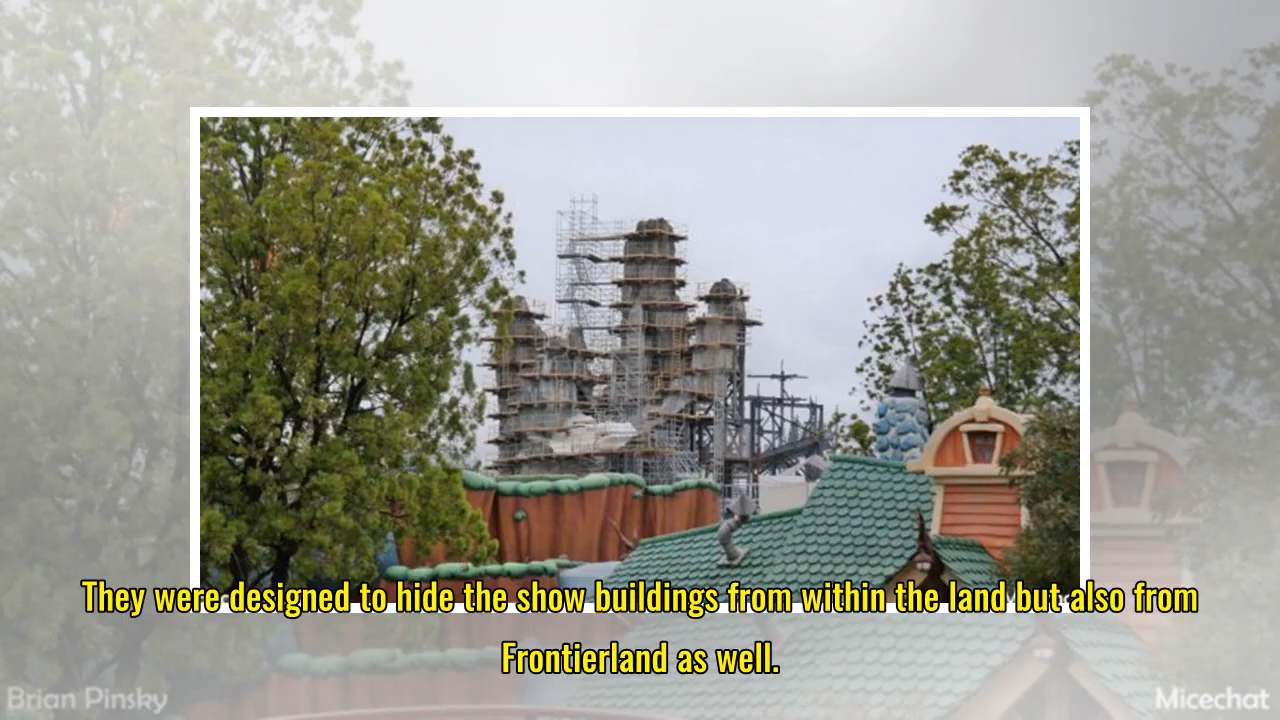 They were designed to hide the show buildings from within the land but also from
Frontierland as well.
Brian Pinsky
Micechat